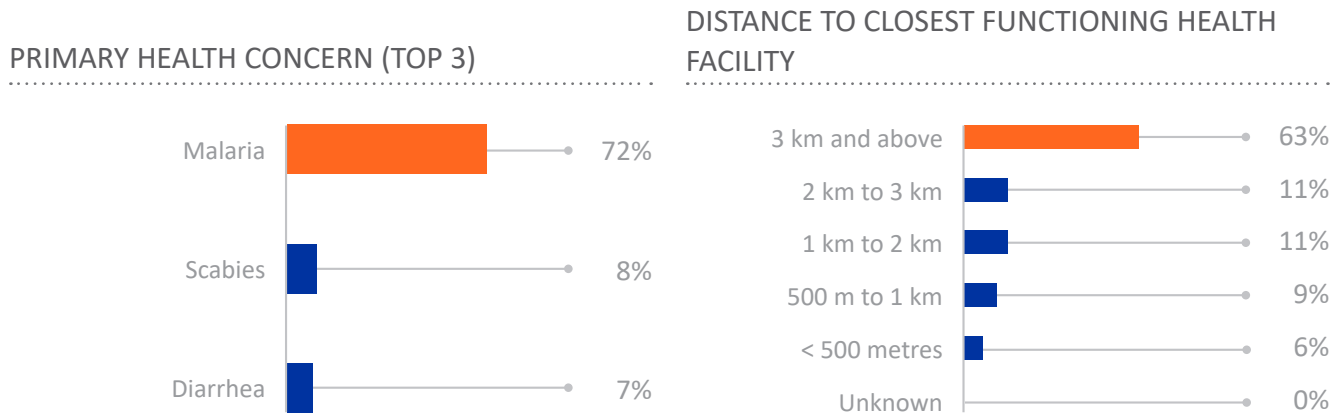 PRIMARY HEALTH CONCERN (TOP 3)
Malaria 72%
Scabies 8%
Diarrhea 7%
DISTANCE TO CLOSEST FUNCTIONING HEALTH
FACILITY
3 km and above 63%
2 km to 3 km 11%
1 km to 2 km 11%
500 m to 1 km 9%
< 500 metres 6%
Unknown 0%